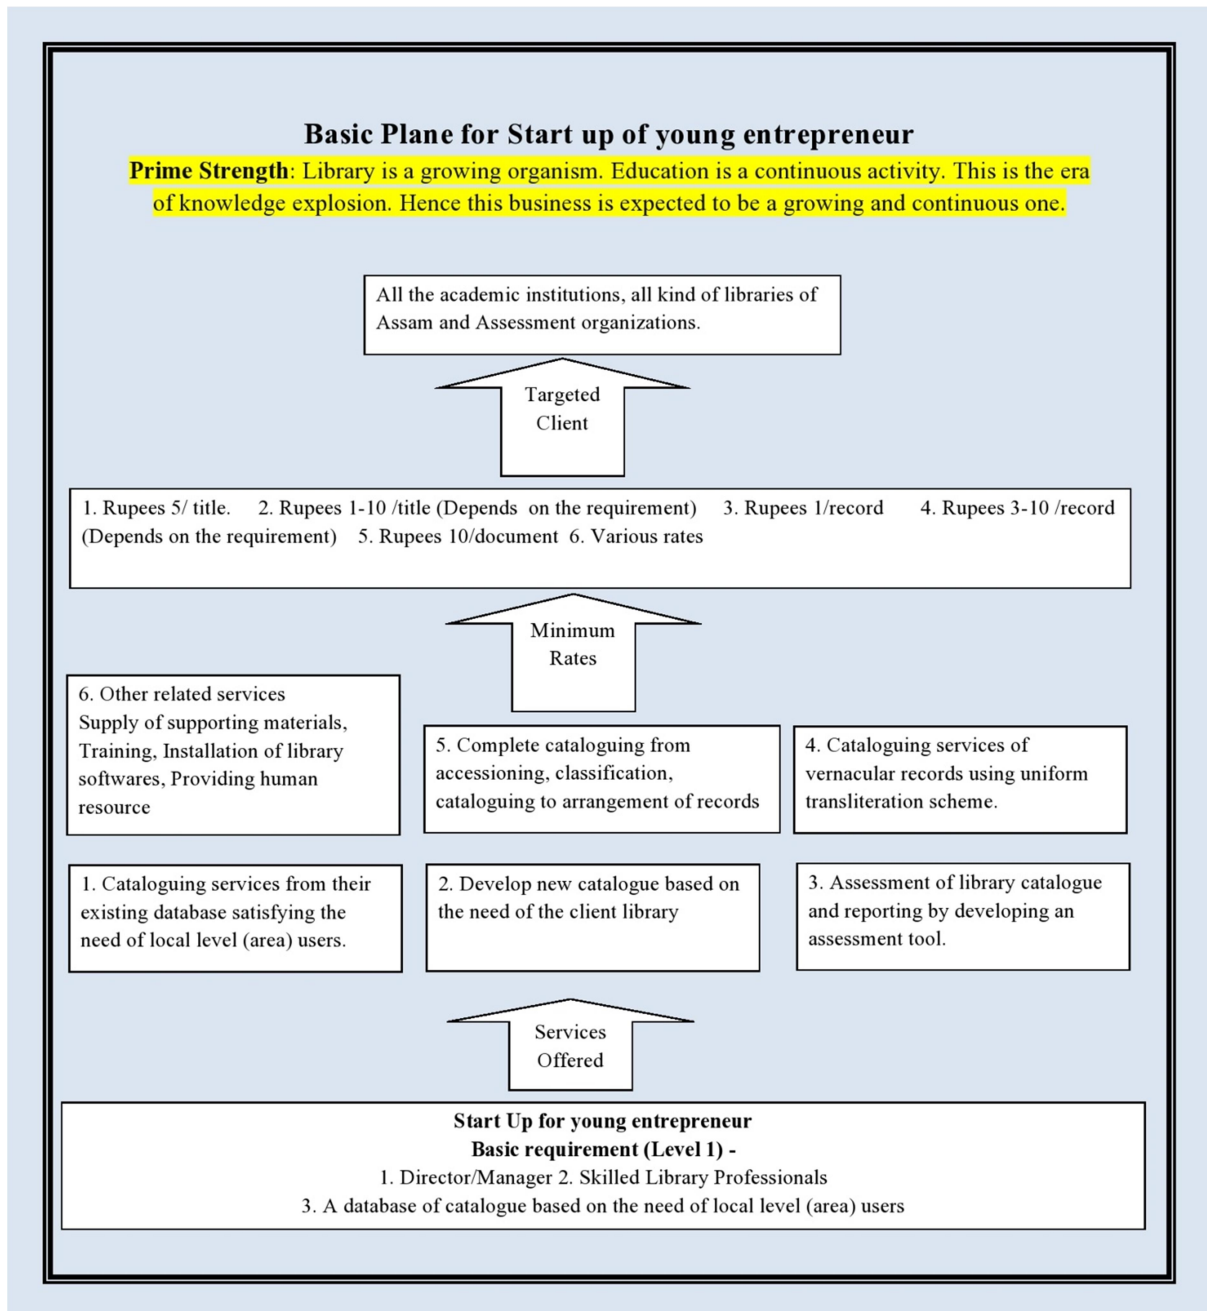 Basic Plane for Start up of young entrepreneur
Prime Strength: Library is a growing organism. Education is a continuous activity. This is the era
of knowledge explosion. Hence this business is expected to be a growing and continuous one.
All the academic institutions, all kind of libraries of
Assam and Assessment organizations.
Targeted
Client
1. Rupees 5/ title. 2. Rupees 1-10 /title (Depends on the requirement) 3. Rupees 1/record 4. Rupees 3-10 /record
(Depends on the requirement) 5. Rupees 10/document 6. Various rates
Minimum
Rates
6. Other related services
Supply of supporting materials,
Training, Installation of library
softwares, Providing human
resource
5. Complete cataloguing from
accessioning, classification,
cataloguing to arrangement of records
4. Cataloguing services of
vernacular records using uniform
transliteration scheme.
1. Cataloguing services from their
existing database satisfying the
need of local level (area) users.
2. Develop new catalogue based on
the need of the client library
3. Assessment of library catalogue
and reporting by developing an
assessment tool.
Services
Offered
Start Up for young entrepreneur
Basic requirement (Level 1) -
1. Director/Manager 2. Skilled Library Professionals
3. A database of catalogue based on the need of local level (area) users